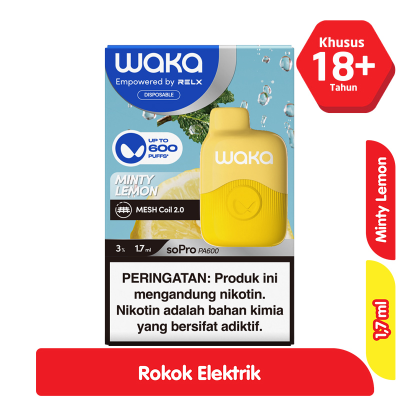 Khusus
18+
Tahun
waka
Empowered by RELX
DISPOSABLE
UP TO
600
PUFFS*
MINTY
LEMON
MESH Coil 2.0
waka
3% 1.7ml soPro PA600
PERINGATAN: Produk ini
mengandung nikotin.
Nikotin adalah bahan kimia
yang bersifat adiktif.
Minty Lemon
1,7ml
Rokok Elektrik